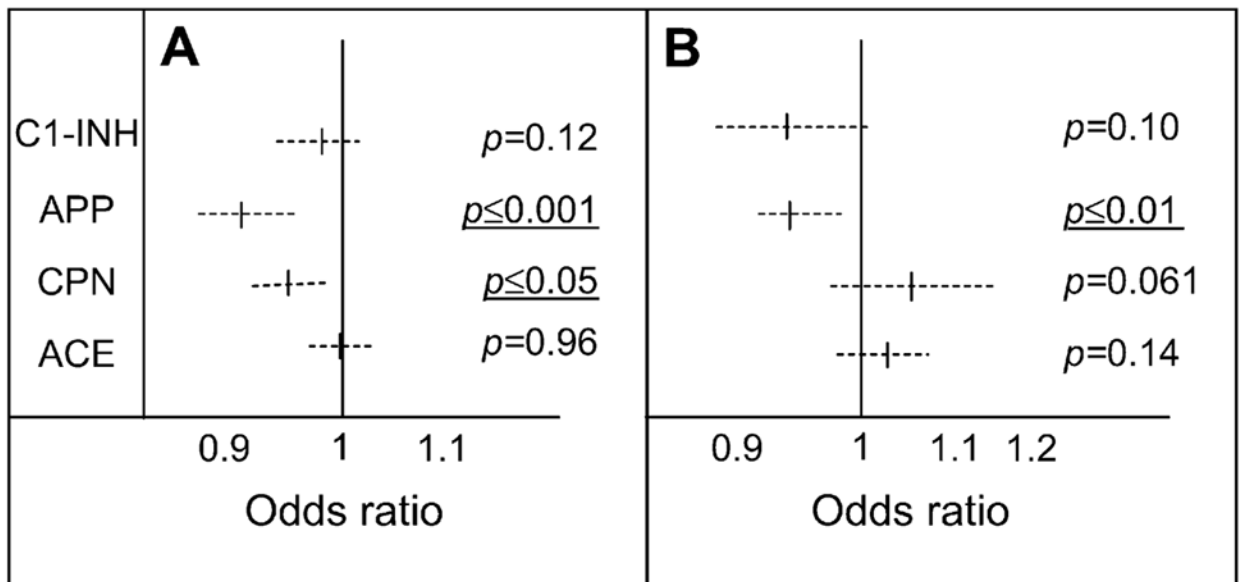 A
B
C1-INH
p=0.12
p=0.10
APP
p≤0.001
p≤0.01
CPN
p≤0.05
p=0.061
ACE
p=0.96
p=0.14
0.9 1 1.1
0.9 1 1.1 1.2
Odds ratio
Odds ratio